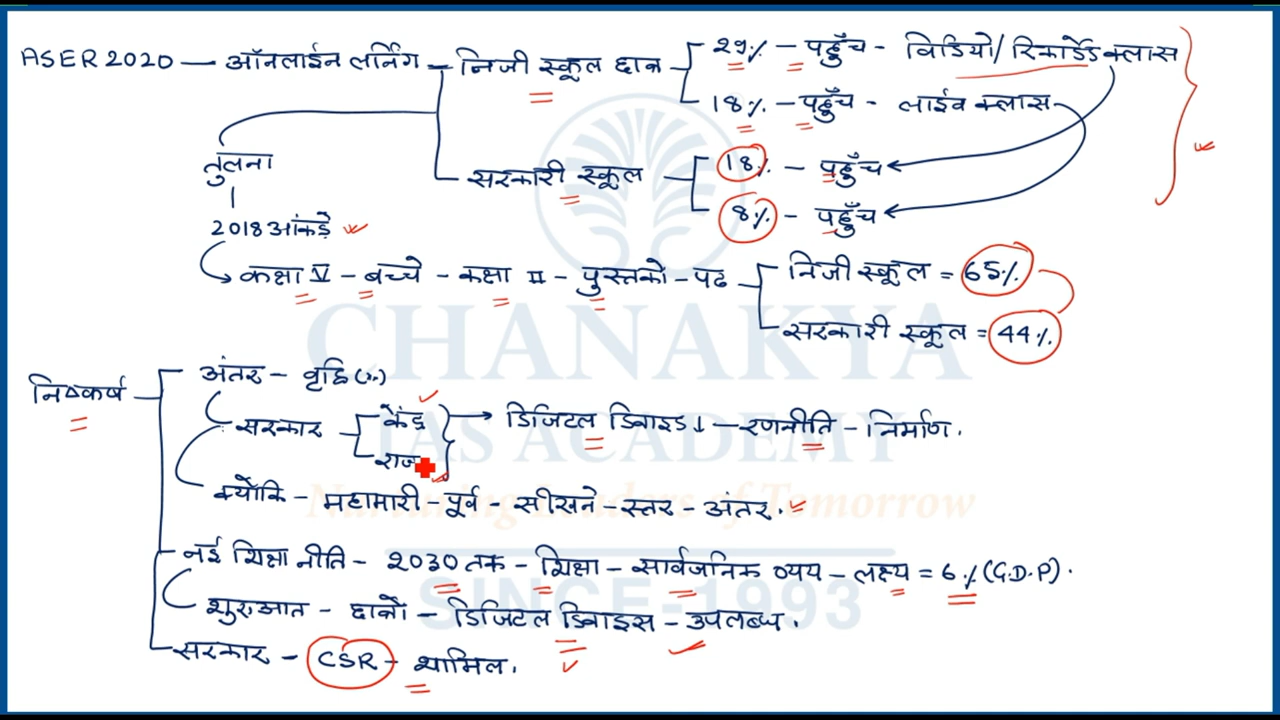 ASER 2020 — ऑनलाईन लर्निंग — निजी स्कूल छात्र
29% — पहुँच - विडियो/रिकार्डेड क्लास
18% — पहुँच - लाईव क्लास
सरकारी स्कूल
18% — पहुँच
8% — पहुँच
तुलना
2018 आंकड़े
कक्षा V — बच्चे — कक्षा II — पुस्तको — पढ
निजी स्कूल = 65%
सरकारी स्कूल = 44%
निष्कर्ष
अंतर — वृद्धि
सरकार
केंद्र
राज
डिजिटल डिवाइड↓ — रणनीति — निर्माण.
क्योंकि — महामारी — पूर्व — सीखने — स्तर — अंतर.
नई शिक्षा नीति — 2030 तक — शिक्षा — सार्वजनिक व्यय — लक्ष्य = 6% (G.D.P).
शुरुआत — छात्रों — डिजिटल डिवाइस — उपलब्ध.
सरकार — CSR — शामिल.
CHANAKYA
IAS ACADEMY
Nurturing Leaders of Tomorrow
SINCE-1993